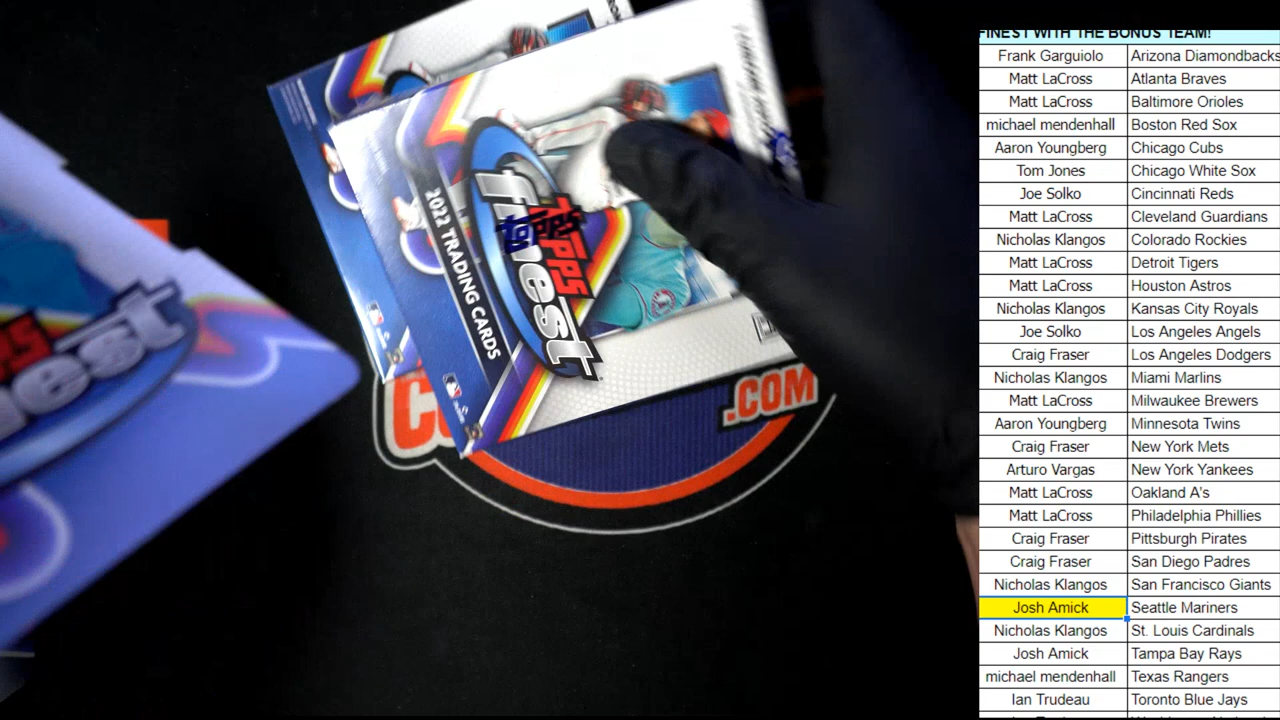 FINEST WITH THE BONUS TEAM!
Frank Garguiolo Arizona Diamondbacks
Matt LaCross Atlanta Braves
Matt LaCross Baltimore Orioles
michael mendenhall Boston Red Sox
Aaron Youngberg Chicago Cubs
Tom Jones Chicago White Sox
Joe Solko Cincinnati Reds
Matt LaCross Cleveland Guardians
Nicholas Klangos Colorado Rockies
Matt LaCross Detroit Tigers
Matt LaCross Houston Astros
Nicholas Klangos Kansas City Royals
Joe Solko Los Angeles Angels
Craig Fraser Los Angeles Dodgers
Nicholas Klangos Miami Marlins
Matt LaCross Milwaukee Brewers
Aaron Youngberg Minnesota Twins
Craig Fraser New York Mets
Arturo Vargas New York Yankees
Matt LaCross Oakland A's
Matt LaCross Philadelphia Phillies
Craig Fraser Pittsburgh Pirates
Craig Fraser San Diego Padres
Nicholas Klangos San Francisco Giants
Josh Amick Seattle Mariners
Nicholas Klangos St. Louis Cardinals
Josh Amick Tampa Bay Rays
michael mendenhall Texas Rangers
Ian Trudeau Toronto Blue Jays
Topps
finest
2022 TRADING CARDS
.COM